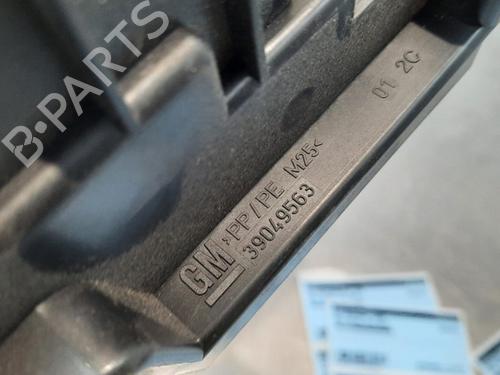 B-PARTS
GM
>PP/PE M25<
39049563
01 2C